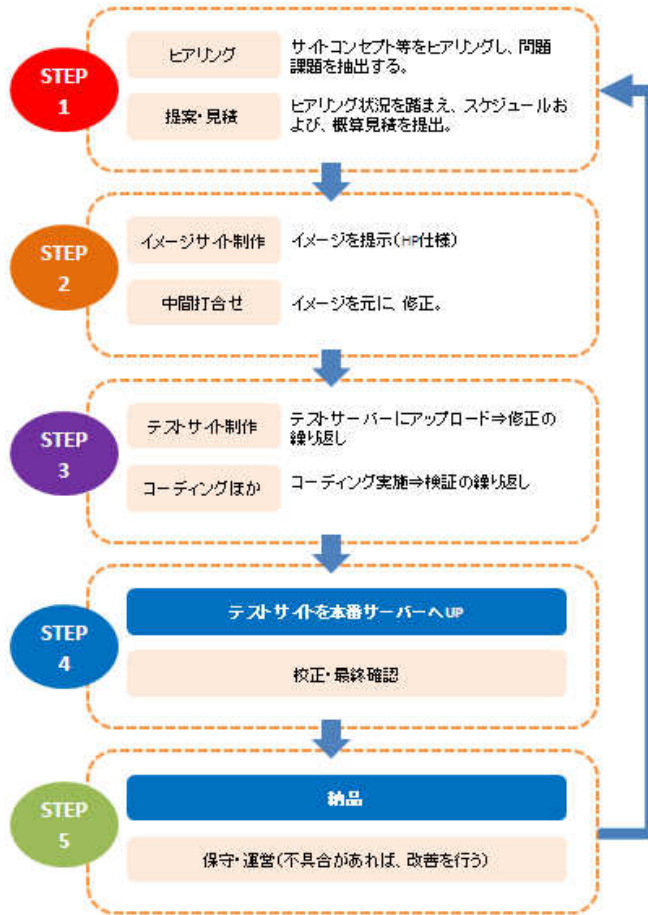 STEP
1
ヒアリング
サイトコンセプト等をヒアリングし、問題
課題を抽出する。
提案・見積
ヒアリング状況を踏まえ、スケジュールお
よび、概算見積を提出。
STEP
2
イメージサイト制作
イメージを提示(HP仕様)
中間打合せ
イメージを元に、修正。
STEP
3
テストサイト制作
テストサーバーにアップロード⇒修正の
繰り返し
コーディングほか
コーディング実施⇒検証の繰り返し
STEP
4
テストサイトを本番サーバーへUP
校正・最終確認
STEP
5
納品
保守・運営(不具合があれば、改善を行う)